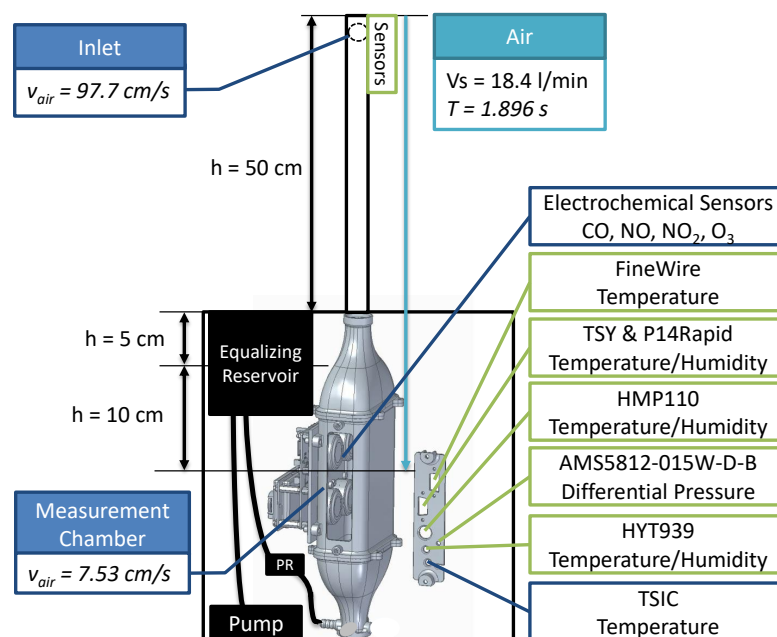 Inlet
v_air = 97.7 cm/s
Sensors
Air
Vs = 18.4 l/min
T = 1.896 s
h = 50 cm
Electrochemical Sensors
CO, NO, NO₂, O₃
FineWire
Temperature
TSY & P14Rapid
Temperature/Humidity
HMP110
Temperature/Humidity
AMS5812-015W-D-B
Differential Pressure
HYT939
Temperature/Humidity
TSIC
Temperature
h = 5 cm
Equalizing
Reservoir
h = 10 cm
Measurement
Chamber
v_air = 7.53 cm/s
PR
Pump